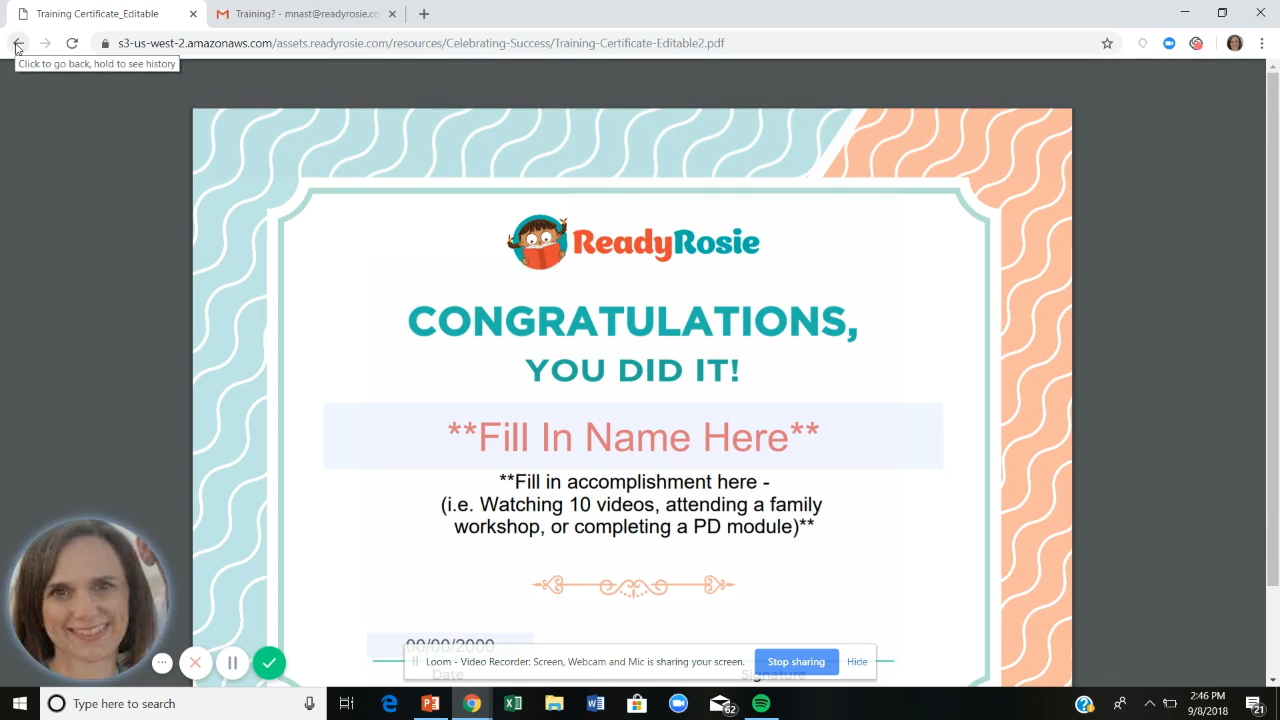 Training Certificate_Editable
Training? - mnast@readyrosie.co
s3-us-west-2.amazonaws.com/assets.readyrosie.com/resources/Celebrating-Success/Training-Certificate-Editable2.pdf
Click to go back, hold to see history
ReadyRosie
CONGRATULATIONS,
YOU DID IT!
**Fill In Name Here**
**Fill in accomplishment here -
(i.e. Watching 10 videos, attending a family
workshop, or completing a PD module)**
00/00/2000
Loom - Video Recorder: Screen, Webcam and Mic is sharing your screen.
Stop sharing
Hide
Date
Signature
Type here to search
62
2:46 PM
9/8/2018
21